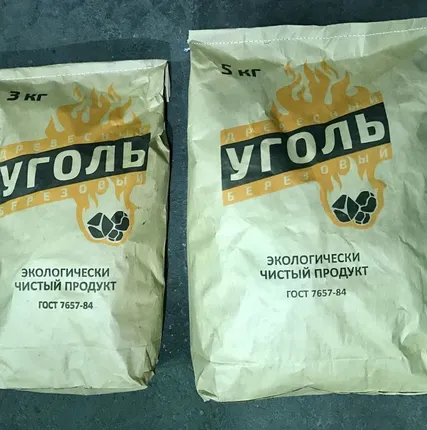 3 кг
ДРЕВЕСНЫЙ
УГОЛЬ
БЕРЕЗОВЫЙ
ЭКОЛОГИЧЕСКИ
ЧИСТЫЙ ПРОДУКТ
ГОСТ 7657-84
5 кг
ДРЕВЕСНЫЙ
УГОЛЬ
БЕРЕЗОВЫЙ
ЭКОЛОГИЧЕСКИ
ЧИСТЫЙ ПРОДУКТ
ГОСТ 7657-84